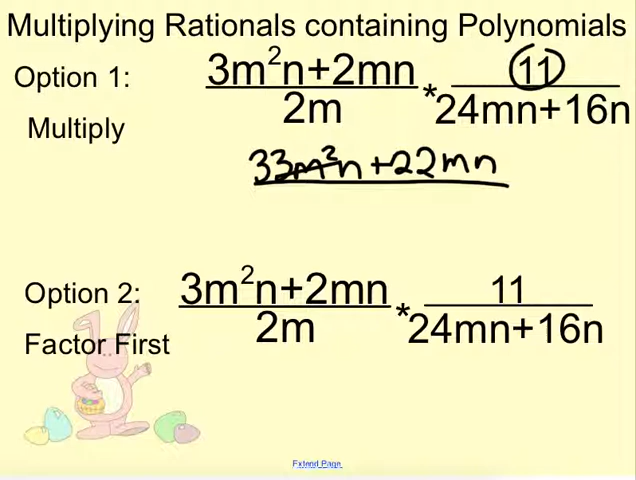 Multiplying Rationals containing Polynomials
Option 1: 3m²n+2mn * 11
Multiply 2m 24mn+16n
33m²n +22mn
Option 2: 3m²n+2mn * 11
Factor First 2m 24mn+16n
Extend Page